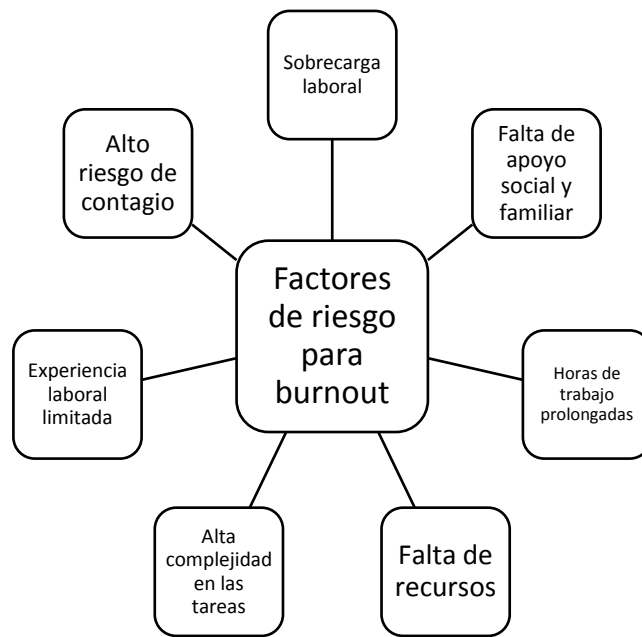 Sobrecarga
laboral
Falta de
apoyo
social y
familiar
Horas de
trabajo
prolongadas
Falta de
recursos
Alta
complejidad
en las
tareas
Experiencia
laboral
limitada
Alto
riesgo de
contagio
Factores
de riesgo
para
burnout